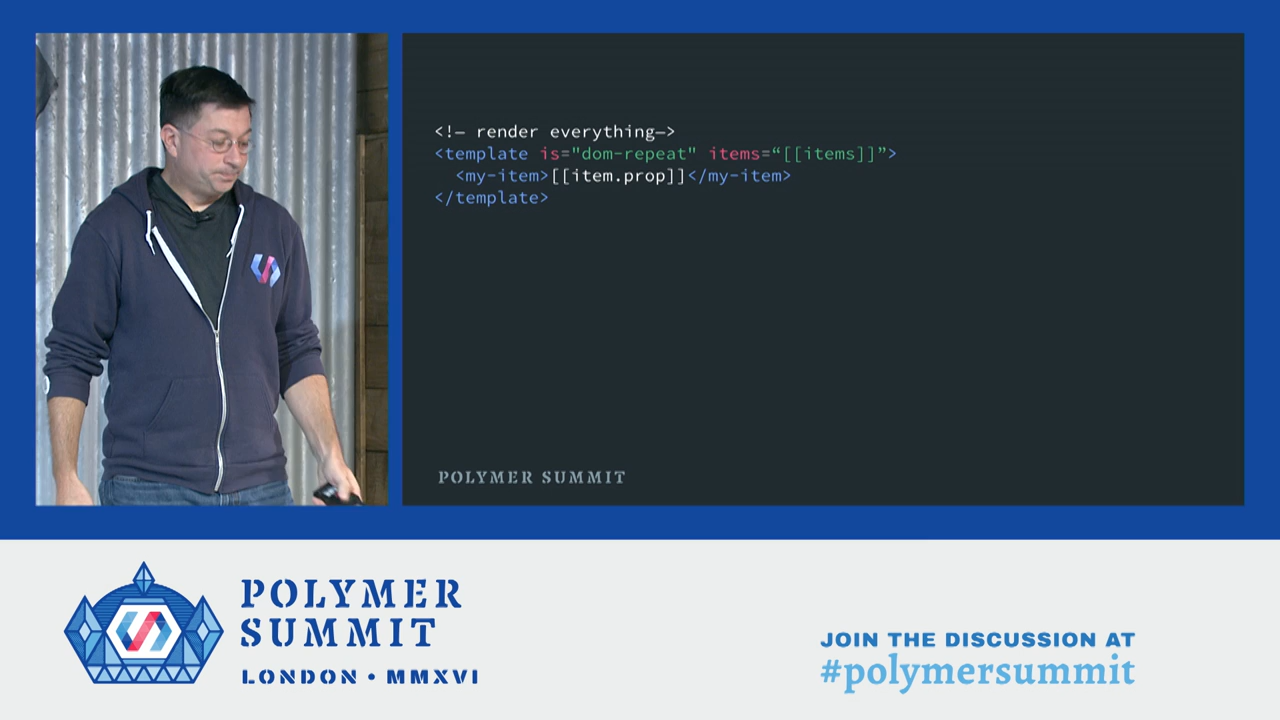 <!– render everything—>
<template is="dom-repeat" items=“[[items]]”>
<my-item>[[item.prop]]</my-item>
</template>
POLYMER SUMMIT
POLYMER
SUMMIT
LONDON • MMXVI
JOIN THE DISCUSSION AT
#polymersummit